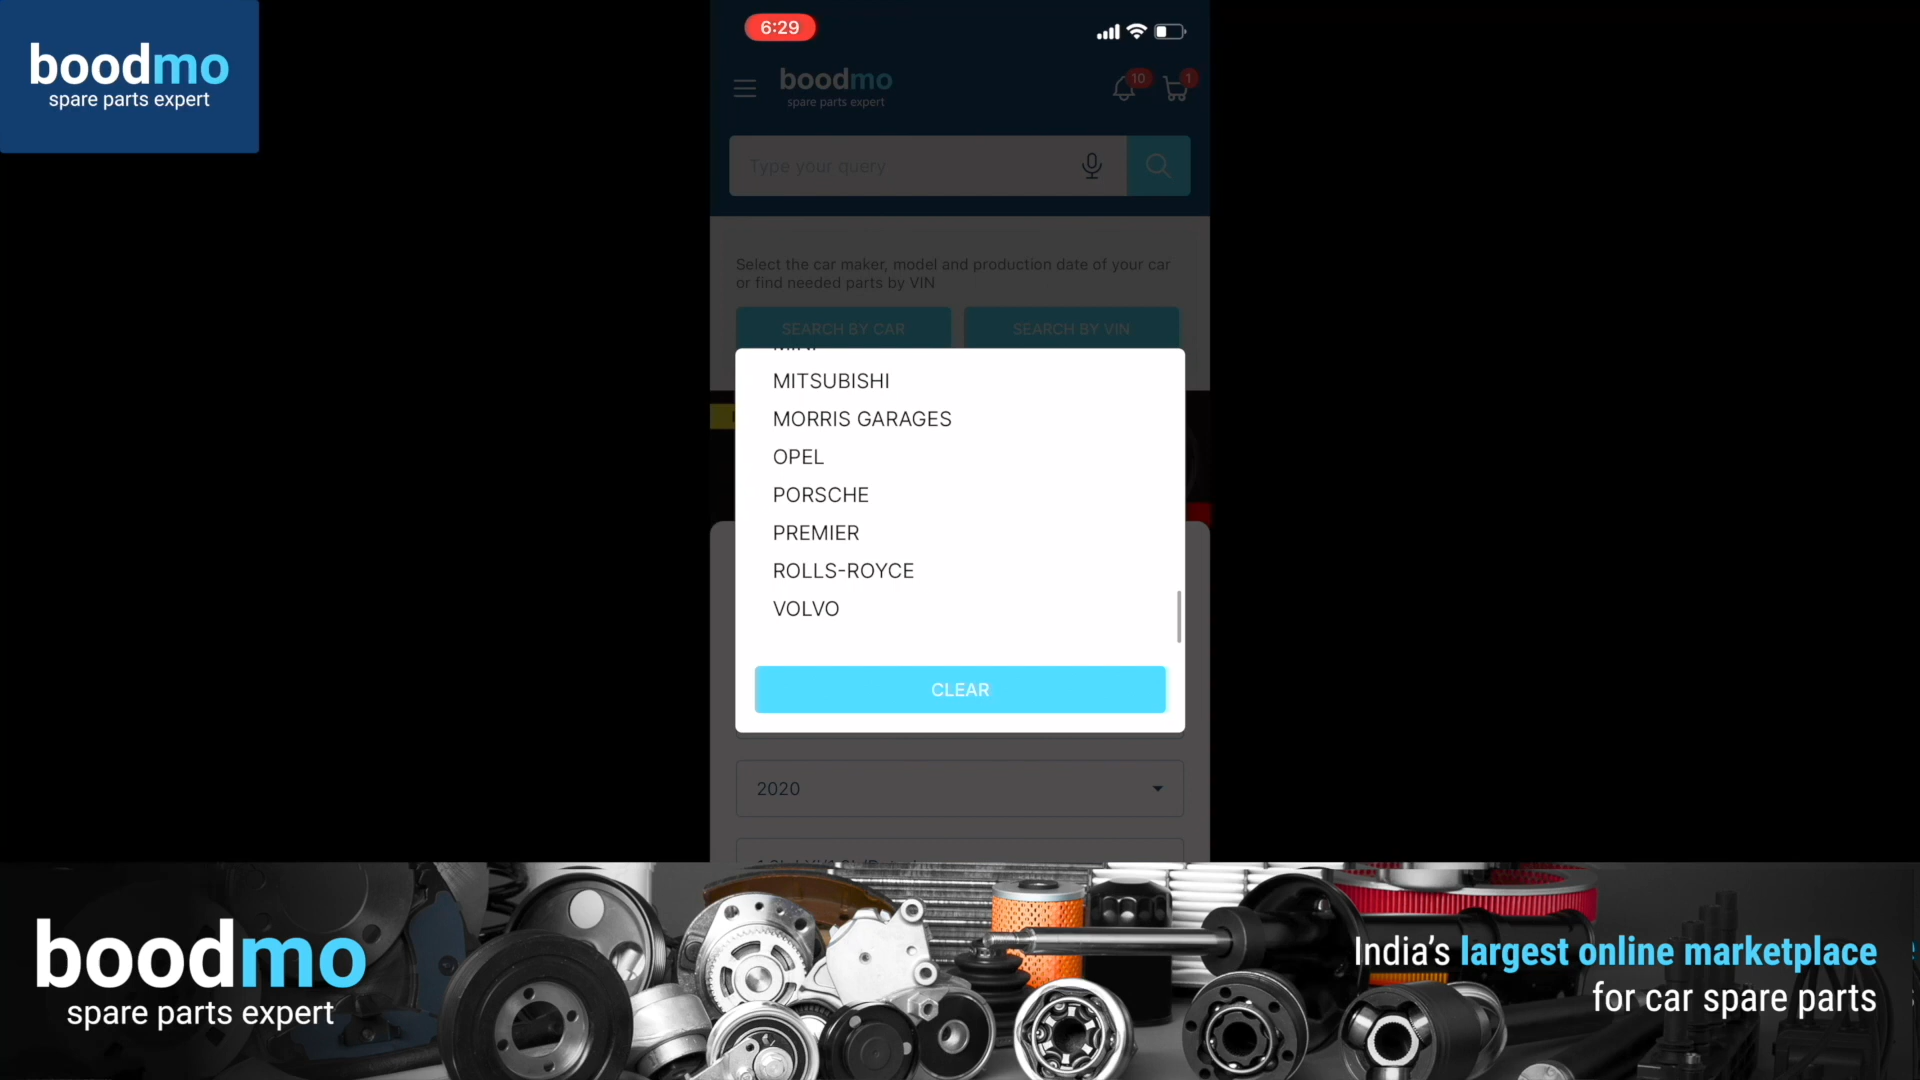 boodmo
spare parts expert
6:29
boodmo
spare parts expert
10
1
Type your query
Select the car maker, model and production date of your car
or find needed parts by VIN
SEARCH BY CAR
SEARCH BY VIN
MITSUBISHI
MORRIS GARAGES
OPEL
PORSCHE
PREMIER
ROLLS-ROYCE
VOLVO
CLEAR
2020
boodmo
spare parts expert
India's largest online marketplace
for car spare parts